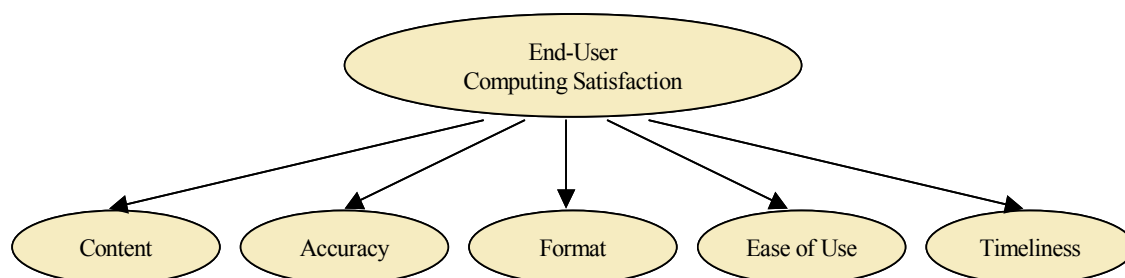 End-User
Computing Satisfaction
Content
Accuracy
Format
Ease of Use
Timeliness